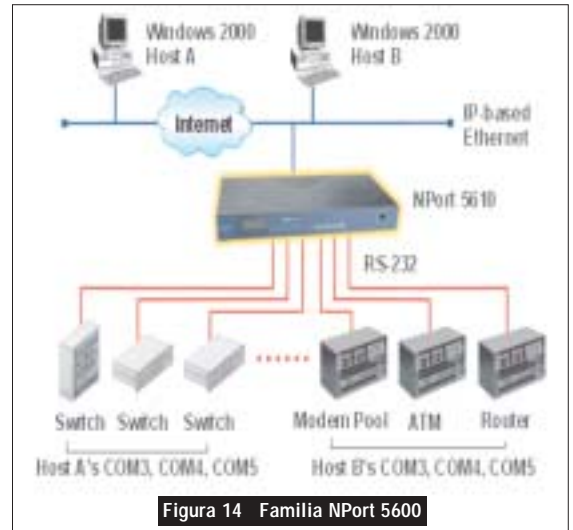 Windows 2000
Host A
Windows 2000
Host B
Internet
IP-based
Ethernet
NPort 5610
RS-232
Switch Switch Switch
Modem Pool ATM Router
Host A's COM3, COM4, COM5
Host B's COM3, COM4, COM5
Figura 14 Familia NPort 5600